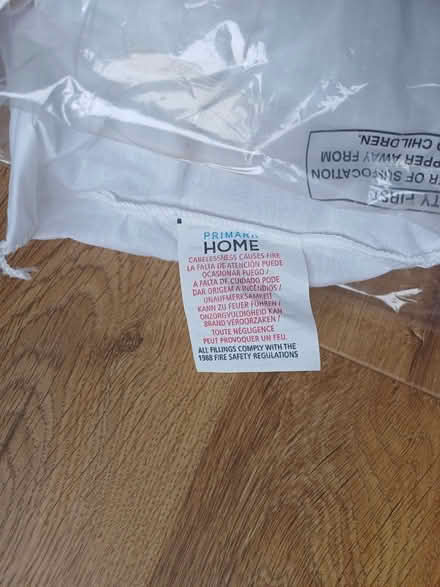 FIRST
OF SUFFOCATION
AWAY FROM
CHILDREN.
PRIMARK
HOME
CARELESSNESS CAUSES FIRE
LA FALTA DE ATENCIÓN PUEDE
OCASIONAR FUEGO /
A FALTA DE CUIDADO PODE
DAR ORIGEM A INCÊNDIOS /
UNAUFMERKSAMKEIT
KANN ZU FEUER FÜHREN /
ONZORGVULDIGHEID KAN
BRAND VEROORZAKEN /
TOUTE NÉGLIGENCE
PEUT PROVOQUER UN FEU.
ALL FILLINGS COMPLY WITH THE
1988 FIRE SAFETY REGULATIONS